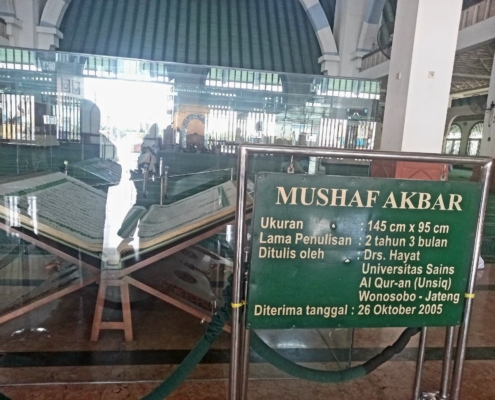 MUSHAF AKBAR
Ukuran : 145 cm x 95 cm
Lama Penulisan : 2 tahun 3 bulan
Ditulis oleh : Drs. Hayat
Universitas Sains
Al Qur-an (Unsiq)
Wonosobo - Jateng
Diterima tanggal : 26 Oktober 2005